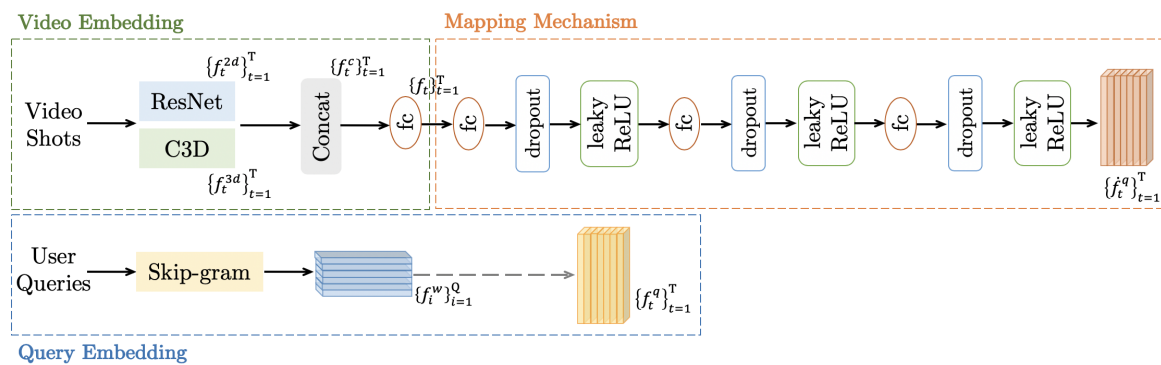 Video Embedding
Mapping Mechanism
{f_t^{2d}}_{t=1}^T
{f_t^c}_{t=1}^T
{f_t}_{t=1}^T
Video
Shots
ResNet
C3D
Concat
fc
fc
dropout
leaky
ReLU
fc
dropout
leaky
ReLU
fc
dropout
leaky
ReLU
{f_t^{3d}}_{t=1}^T
{ḟ_t^q}_{t=1}^T
User
Queries
Skip-gram
{f_i^w}_{i=1}^Q
{f_t^q}_{t=1}^T
Query Embedding